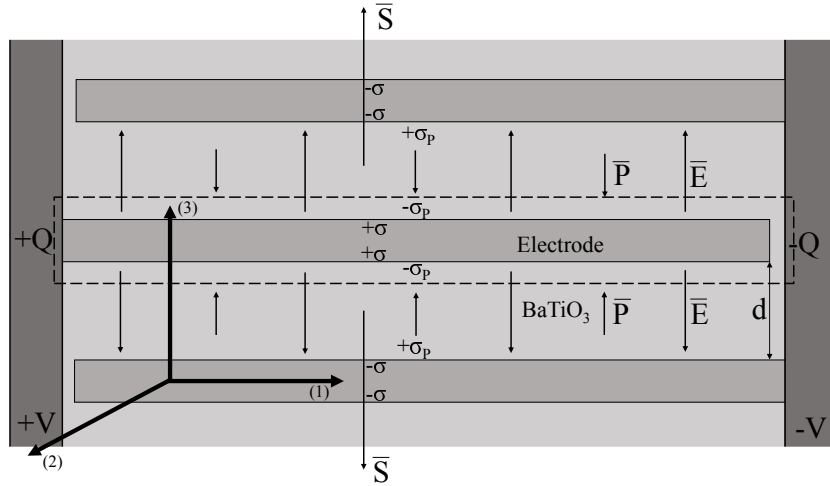 S̅
-σ
-σ
+σP
P̅ E̅
(3)
-σP
+Q +σ Electrode -Q
+σ
-σP
BaTiO3 P̅ E̅ d
+σP
-σ
(1) -σ
+V -V
(2)
S̅